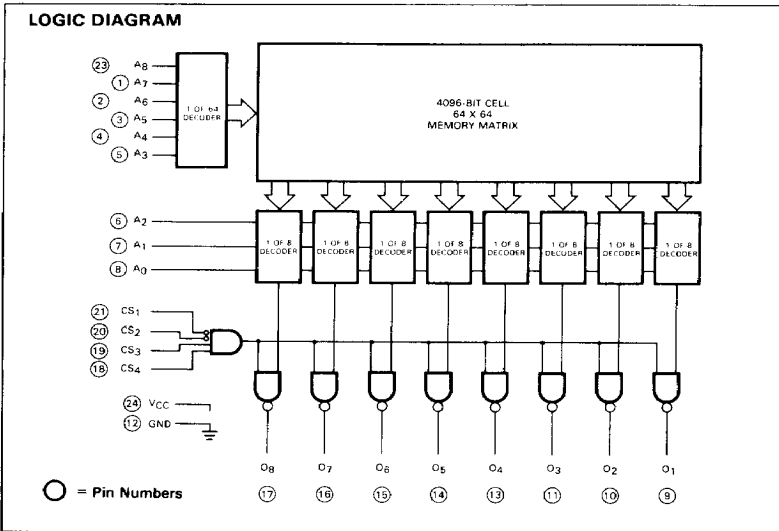 LOGIC DIAGRAM
23 A8
1 A7
2 A6
3 A5
4 A4
5 A3
1 OF 64
DECODER
4096-BIT CELL
64 X 64
MEMORY MATRIX
6 A2
7 A1
8 A0
1 OF 8
DECODER
1 OF 8
DECODER
1 OF 8
DECODER
1 OF 8
DECODER
1 OF 8
DECODER
1 OF 8
DECODER
1 OF 8
DECODER
1 OF 8
DECODER
21 CS1
20 CS2
19 CS3
18 CS4
24 VCC
12 GND
O8 O7 O6 O5 O4 O3 O2 O1
17 16 15 14 13 11 10 9
= Pin Numbers